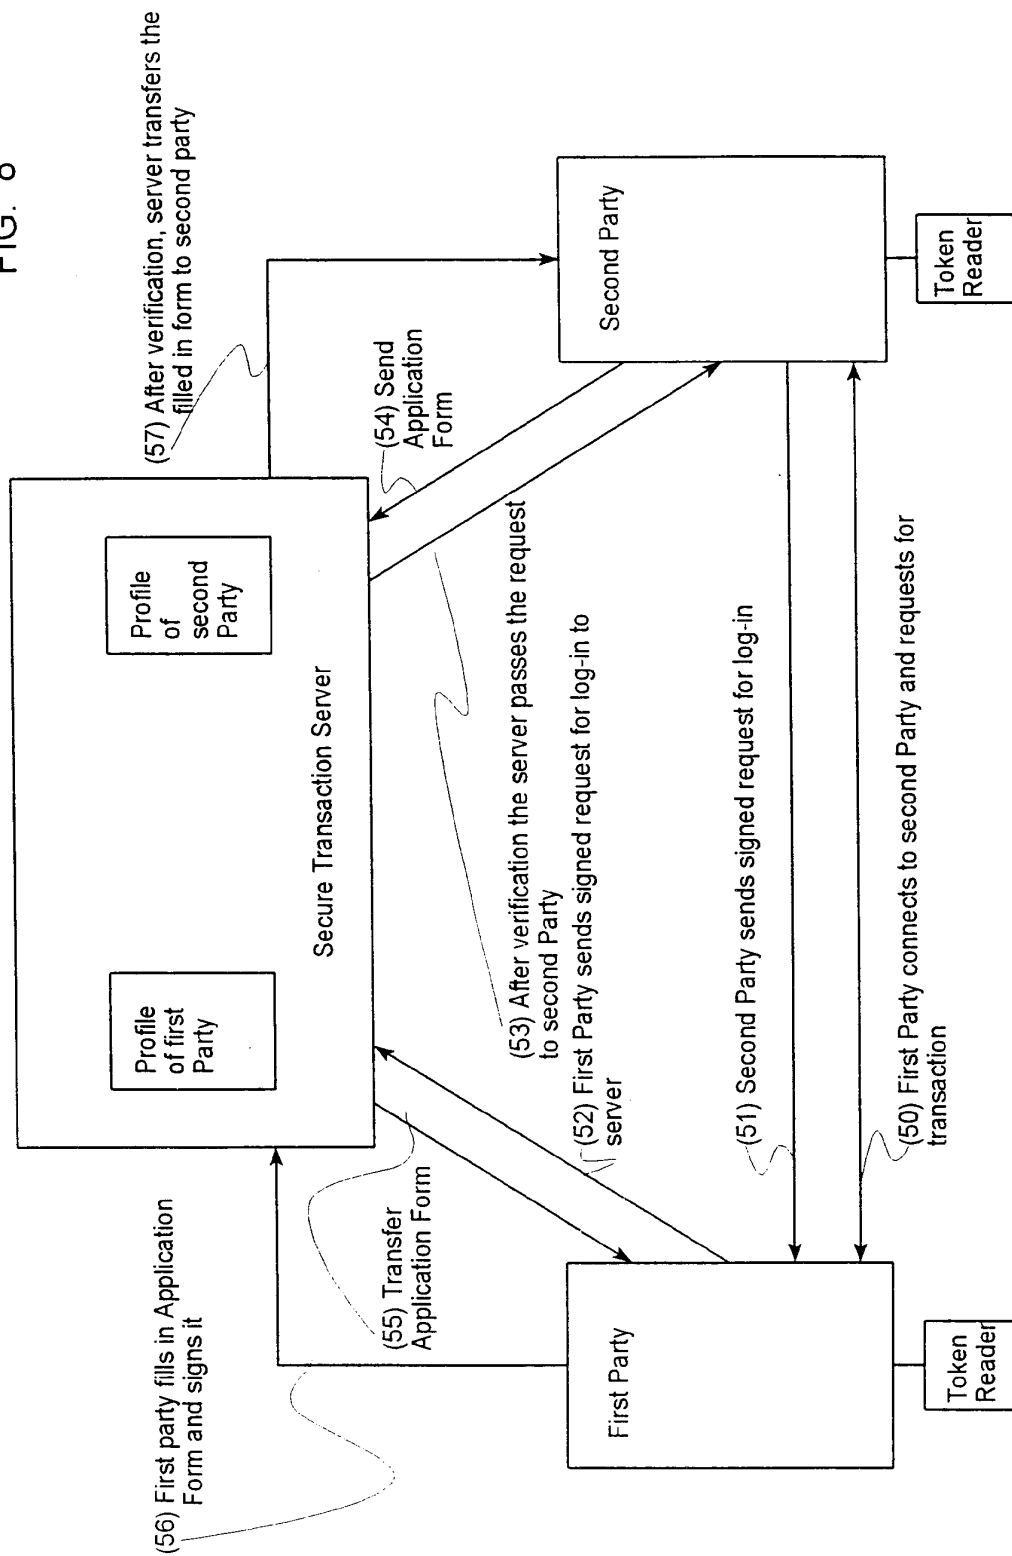 FIG. 8
(57) After verification, server transfers the
filled in form to second party
(56) First party fills in Application
Form and signs it
Profile
of first
Party
Profile
of
second
Party
Secure Transaction Server
(55) Transfer
Application Form
(54) Send
Application
Form
(53) After verification the server passes the request
to second Party
(52) First Party sends signed request for log-in to
server
First Party
Second Party
(51) Second Party sends signed request for log-in
(50) First Party connects to second Party and requests for
transaction
Token
Reader
Token
Reader